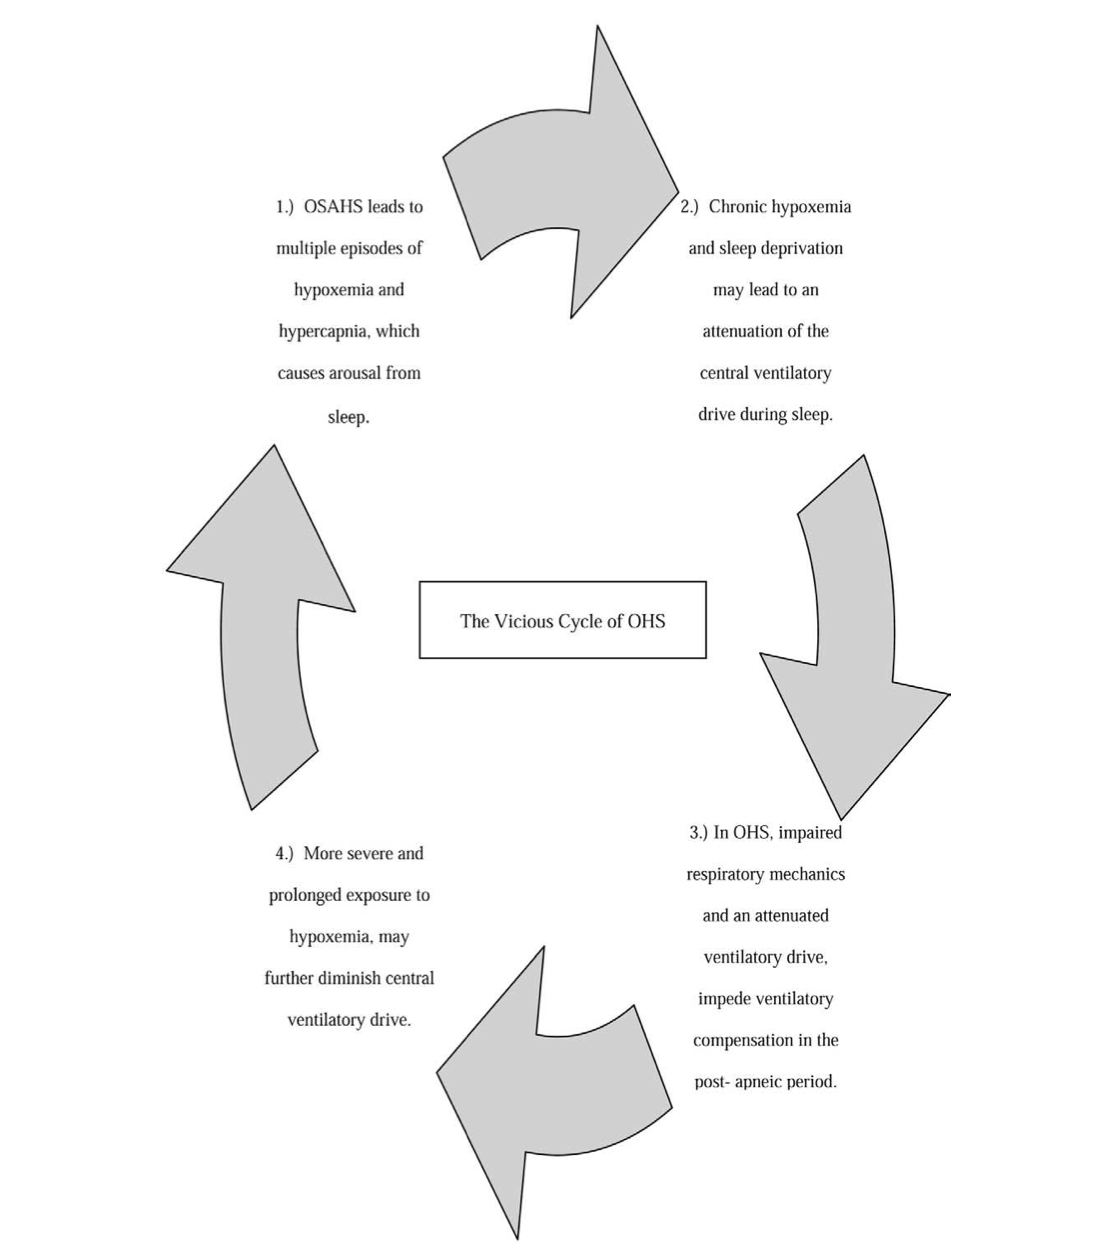 1.) OSAHS leads to
multiple episodes of
hypoxemia and
hypercapnia, which
causes arousal from
sleep.
2.) Chronic hypoxemia
and sleep deprivation
may lead to an
attenuation of the
central ventilatory
drive during sleep.
The Vicious Cycle of OHS
3.) In OHS, impaired
respiratory mechanics
and an attenuated
ventilatory drive,
impede ventilatory
compensation in the
post- apneic period.
4.) More severe and
prolonged exposure to
hypoxemia, may
further diminish central
ventilatory drive.